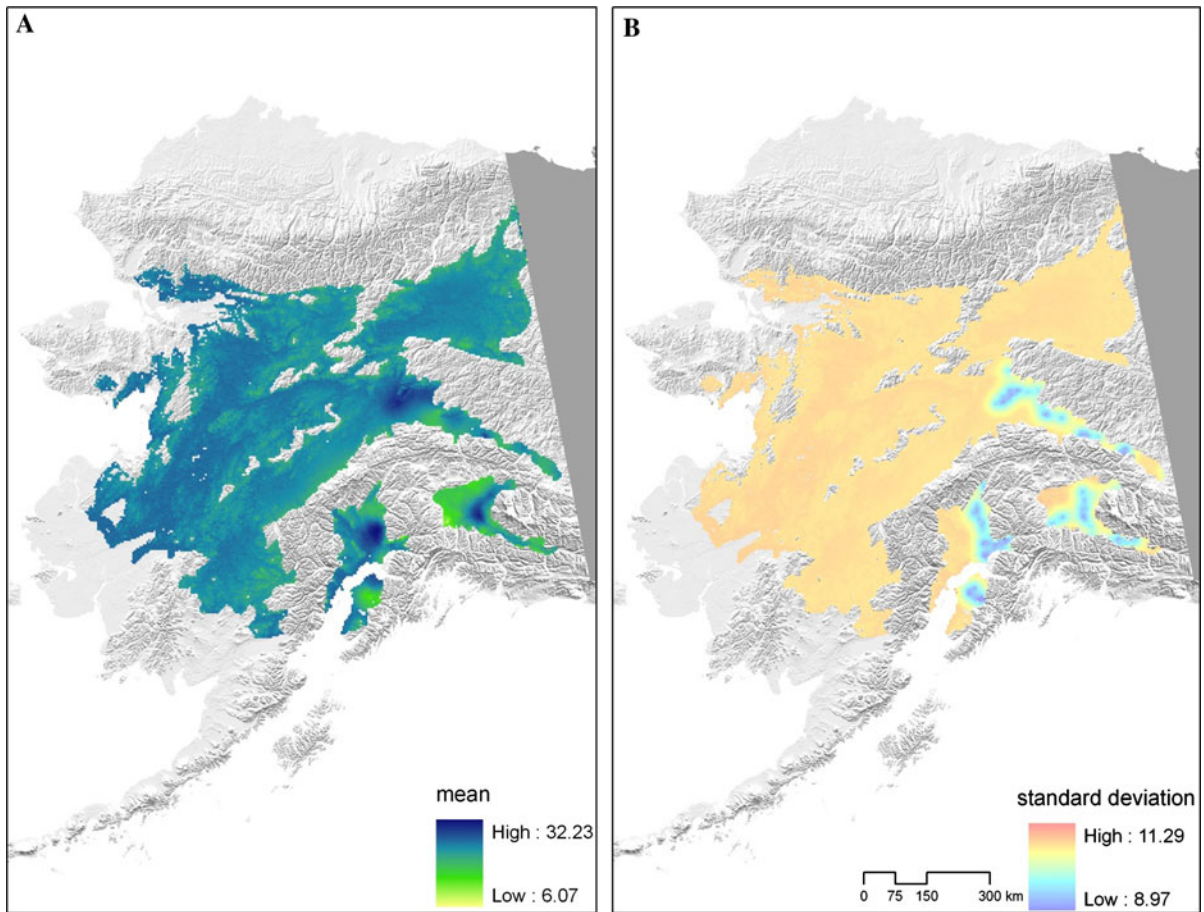 A
B
mean
High : 32.23
Low : 6.07
standard deviation
High : 11.29
Low : 8.97
0 75 150 300 km